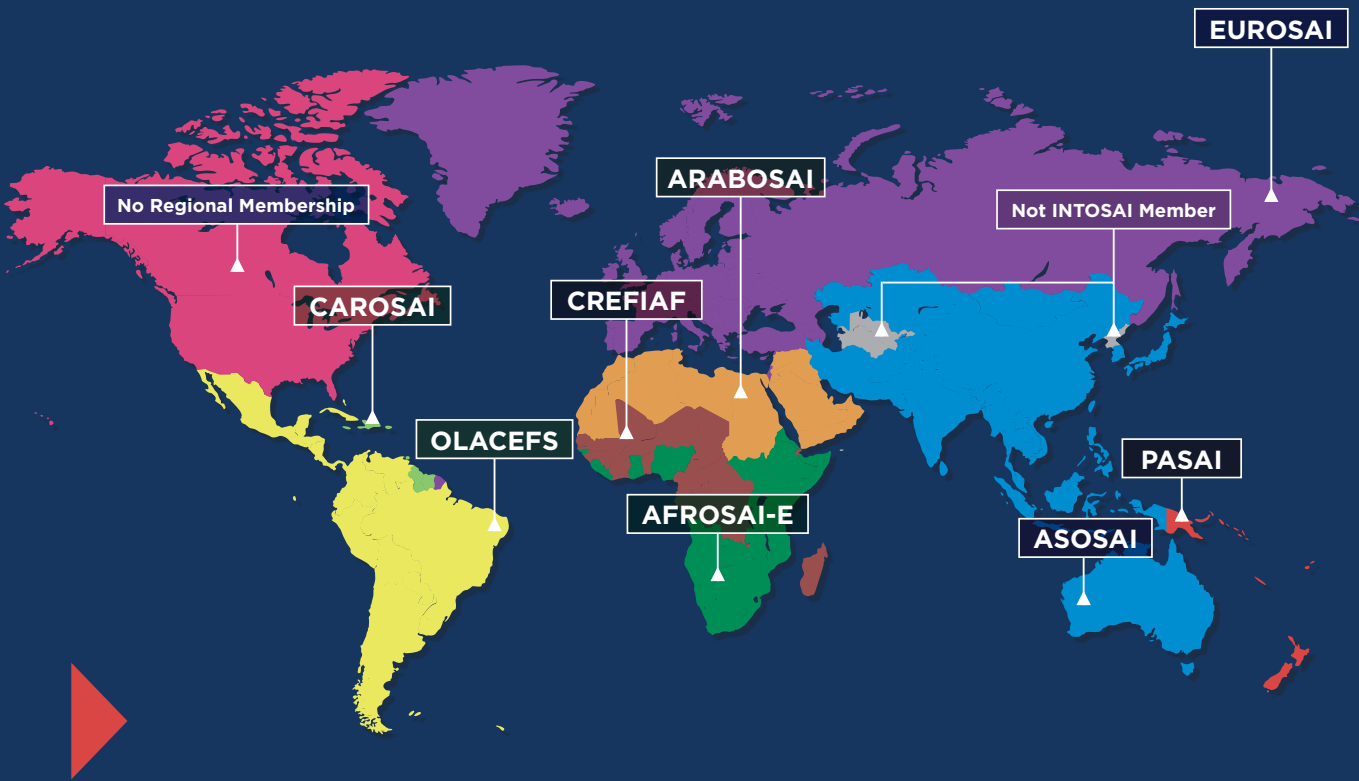 EUROSAI
ARABOSAI
No Regional Membership
Not INTOSAI Member
CAROSAI
CREFIAF
OLACEFS
PASAI
AFROSAI-E
ASOSAI